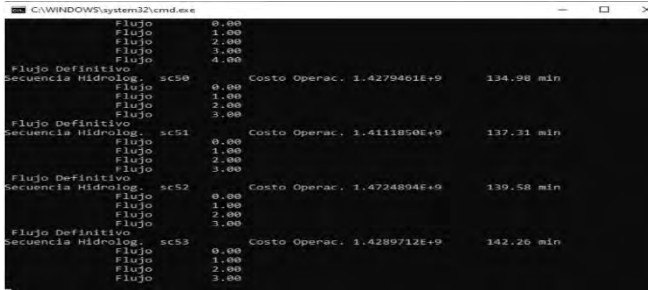 C:\WINDOWS\system32\cmd.exe
Flujo 0.00
Flujo 1.00
Flujo 2.00
Flujo 3.00
Flujo 4.00
Flujo Definitivo
Secuencia Hidrolog. sc50 Costo Operac. 1.4279461E+9 134.98 min
Flujo 0.00
Flujo 1.00
Flujo 2.00
Flujo 3.00
Flujo Definitivo
Secuencia Hidrolog. sc51 Costo Operac. 1.4111850E+9 137.31 min
Flujo 0.00
Flujo 1.00
Flujo 2.00
Flujo 3.00
Flujo Definitivo
Secuencia Hidrolog. sc52 Costo Operac. 1.4724894E+9 139.58 min
Flujo 0.00
Flujo 1.00
Flujo 2.00
Flujo 3.00
Flujo Definitivo
Secuencia Hidrolog. sc53 Costo Operac. 1.4289712E+9 142.26 min
Flujo 0.00
Flujo 1.00
Flujo 2.00
Flujo 3.00